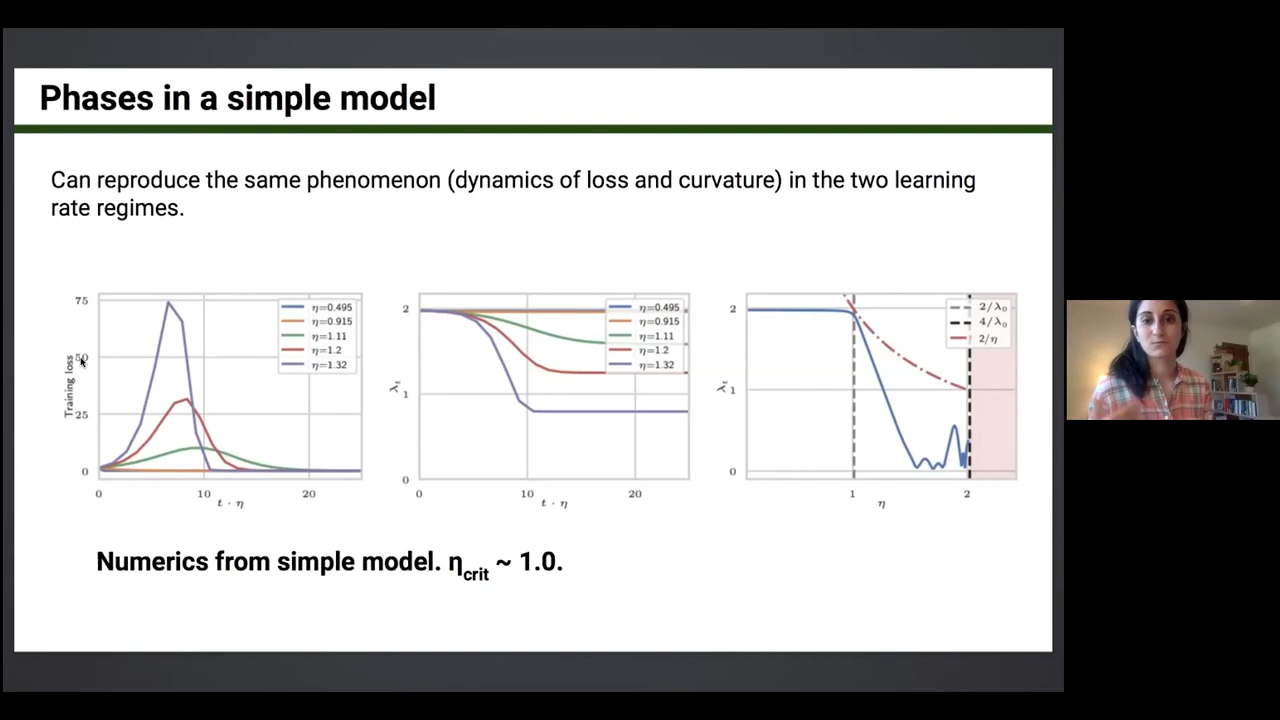 Phases in a simple model
Can reproduce the same phenomenon (dynamics of loss and curvature) in the two learning
rate regimes.
75
50
25
0
Training loss
0
10
20
t · η
η=0.495
η=0.915
η=1.11
η=1.2
η=1.32
2
1
0
λt
0
10
20
t · η
η=0.495
η=0.915
η=1.11
η=1.2
η=1.32
2
1
0
λt
1
2
η
2/λ0
4/λ0
2/η
Numerics from simple model. ηcrit ~ 1.0.